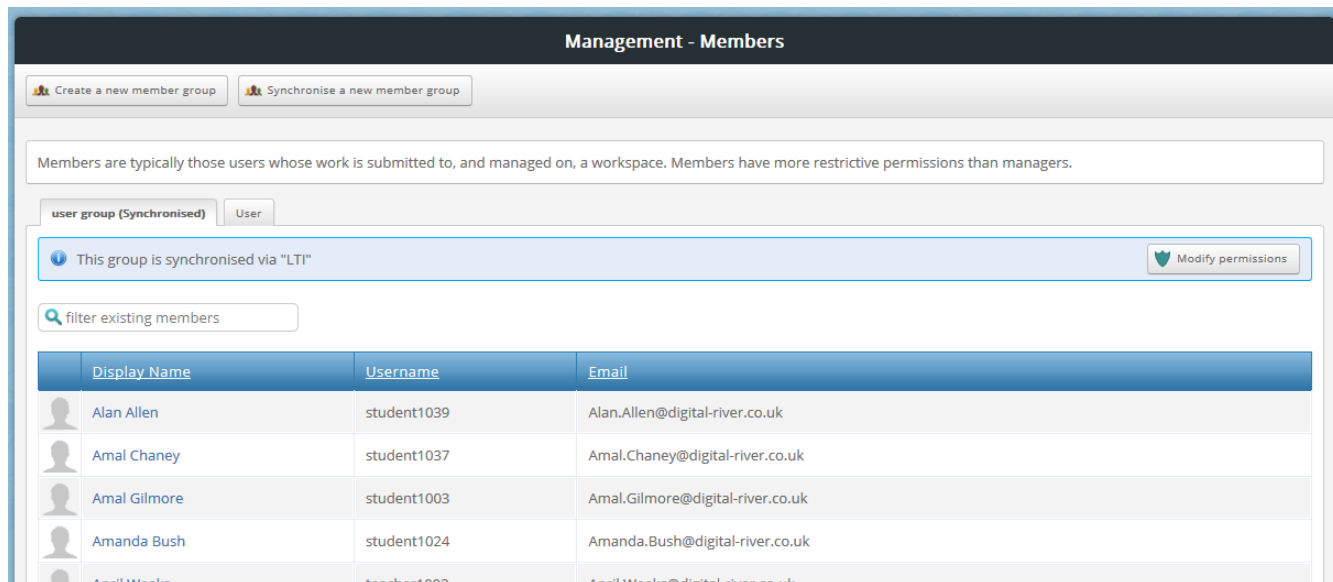 Management - Members
Create a new member group Synchronise a new member group
Members are typically those users whose work is submitted to, and managed on, a workspace. Members have more restrictive permissions than managers.
user group (Synchronised) User
This group is synchronised via "LTI" Modify permissions
filter existing members
Display Name Username Email
Alan Allen student1039 Alan.Allen@digital-river.co.uk
Amal Chaney student1037 Amal.Chaney@digital-river.co.uk
Amal Gilmore student1003 Amal.Gilmore@digital-river.co.uk
Amanda Bush student1024 Amanda.Bush@digital-river.co.uk